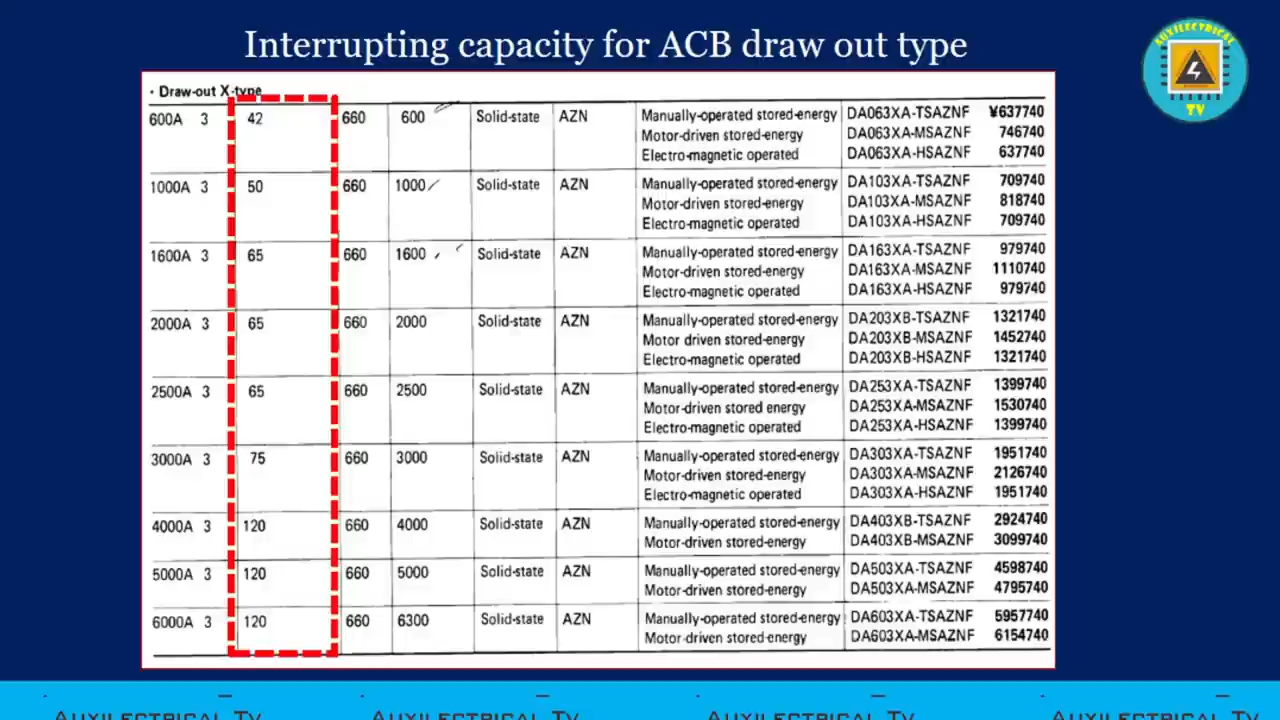 Interrupting capacity for ACB draw out type
AUXILECTRICAL
TV
· Draw-out X-type
600A 3 42 660 600 Solid-state AZN Manually-operated stored-energy DA063XA-TSAZNF ¥637740
Motor-driven stored-energy DA063XA-MSAZNF 746740
Electro-magnetic operated DA063XA-HSAZNF 637740
1000A 3 50 660 1000 Solid-state AZN Manually-operated stored-energy DA103XA-TSAZNF 709740
Motor-driven stored-energy DA103XA-MSAZNF 818740
Electro-magnetic operated DA103XA-HSAZNF 709740
1600A 3 65 660 1600 Solid-state AZN Manually-operated stored-energy DA163XA-TSAZNF 979740
Motor-driven stored-energy DA163XA-MSAZNF 1110740
Electro-magnetic operated DA163XA-HSAZNF 979740
2000A 3 65 660 2000 Solid-state AZN Manually-operated stored-energy DA203XB-TSAZNF 1321740
Motor driven stored-energy DA203XB-MSAZNF 1452740
Electro-magnetic operated DA203XB-HSAZNF 1321740
2500A 3 65 660 2500 Solid-state AZN Manually-operated stored-energy DA253XA-TSAZNF 1399740
Motor-driven stored energy DA253XA-MSAZNF 1530740
Electro-magnetic operated DA253XA-HSAZNF 1399740
3000A 3 75 660 3000 Solid-state AZN Manually-operated stored-energy DA303XA-TSAZNF 1951740
Motor-driven stored-energy DA303XA-MSAZNF 2126740
Electro-magnetic operated DA303XA-HSAZNF 1951740
4000A 3 120 660 4000 Solid-state AZN Manually-operated stored-energy DA403XB-TSAZNF 2924740
Motor-driven stored-energy DA403XB-MSAZNF 3099740
5000A 3 120 660 5000 Solid-state AZN Manually-operated stored-energy DA503XA-TSAZNF 4598740
Motor-driven stored-energy DA503XA-MSAZNF 4795740
6000A 3 120 660 6300 Solid-state AZN Manually-operated stored-energy DA603XA-TSAZNF 5957740
Motor-driven stored-energy DA603XA-MSAZNF 6154740
Auxilectrical Tv Auxilectrical Tv Auxilectrical Tv Auxilectrical Tv